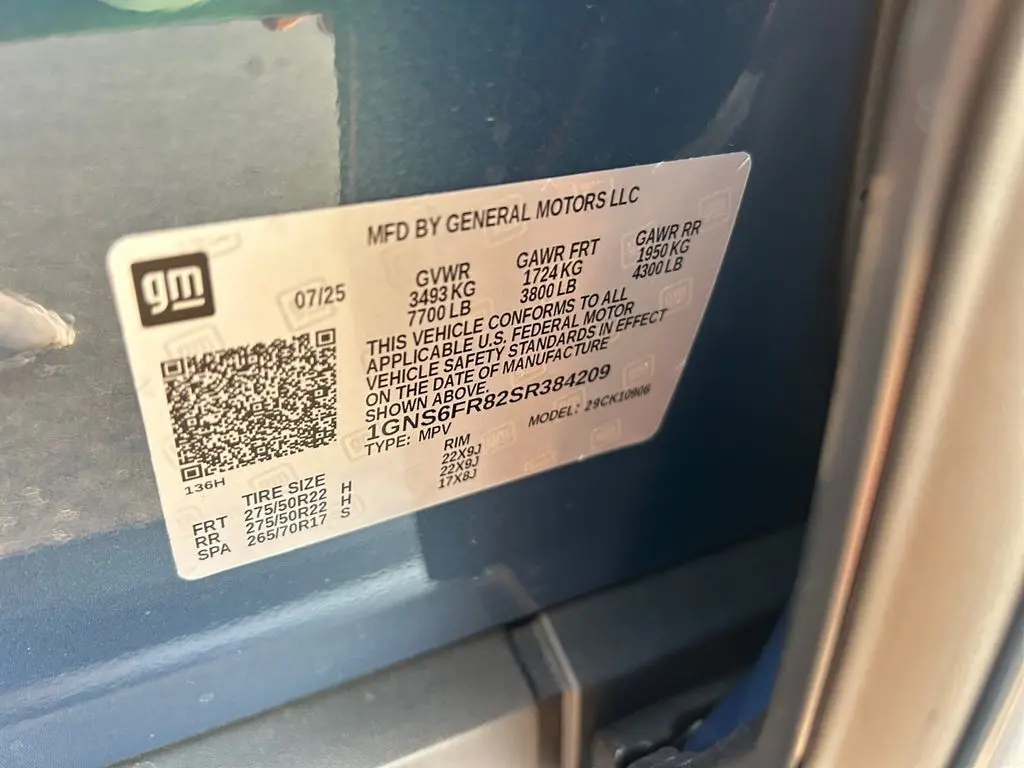 MFD BY GENERAL MOTORS LLC
gm
07/25
GVWR
3493 KG
7700 LB
GAWR FRT
1724 KG
3800 LB
GAWR RR
1950 KG
4300 LB
THIS VEHICLE CONFORMS TO ALL
APPLICABLE U.S. FEDERAL MOTOR
VEHICLE SAFETY STANDARDS IN EFFECT
ON THE DATE OF MANUFACTURE
SHOWN ABOVE.
1GNS6FR82SR384209
TYPE: MPV
MODEL: 29CK10906
136H
TIRE SIZE
RIM
FRT 275/50R22 H 22X9J
RR 275/50R22 H 22X9J
SPA 265/70R17 S 17X8J